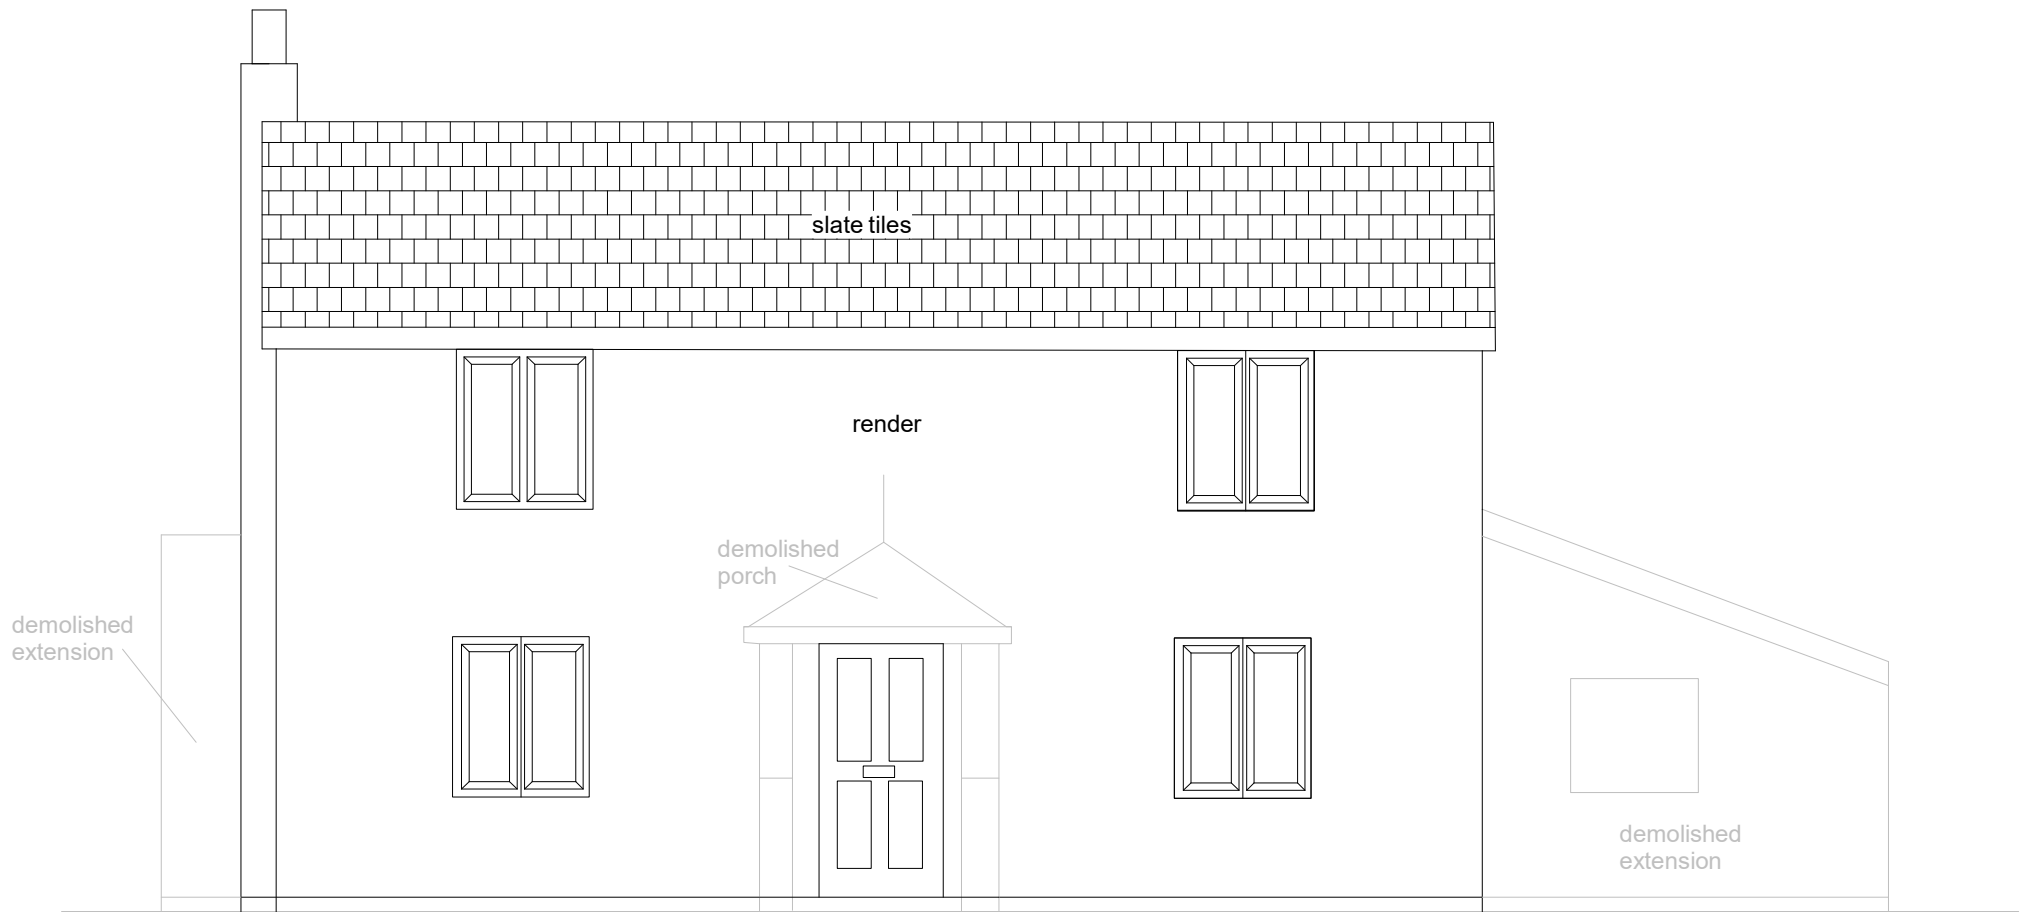 slate tiles
render
demolished
porch
demolished
extension
demolished
extension